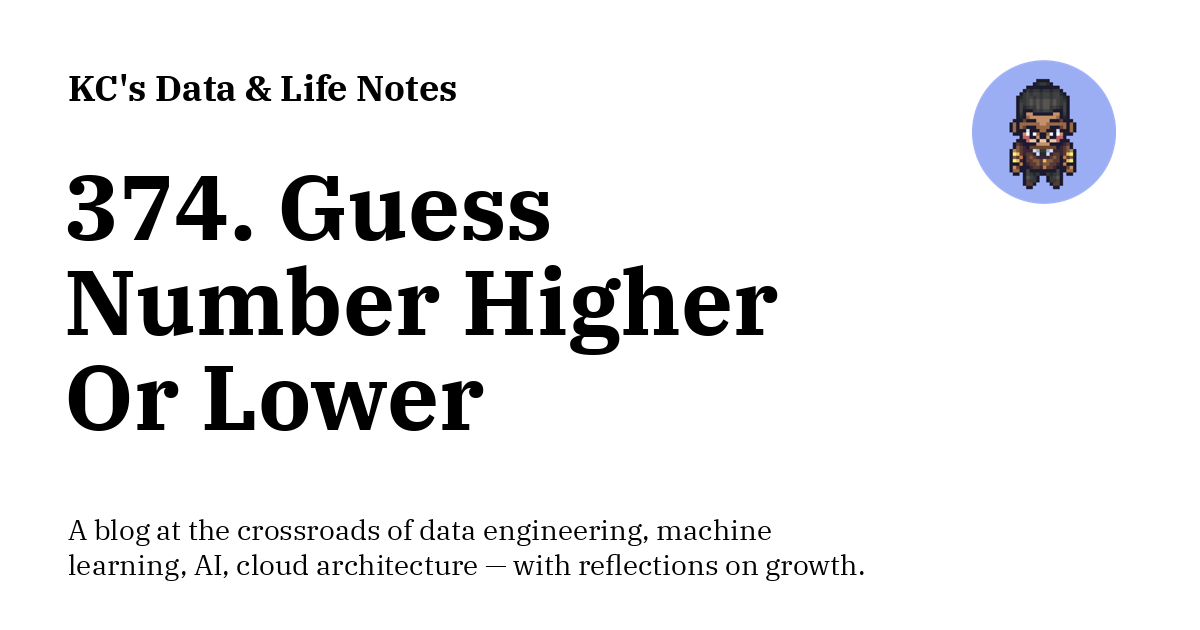 KC's Data & Life Notes
374. Guess
Number Higher
Or Lower
A blog at the crossroads of data engineering, machine
learning, AI, cloud architecture — with reflections on growth.